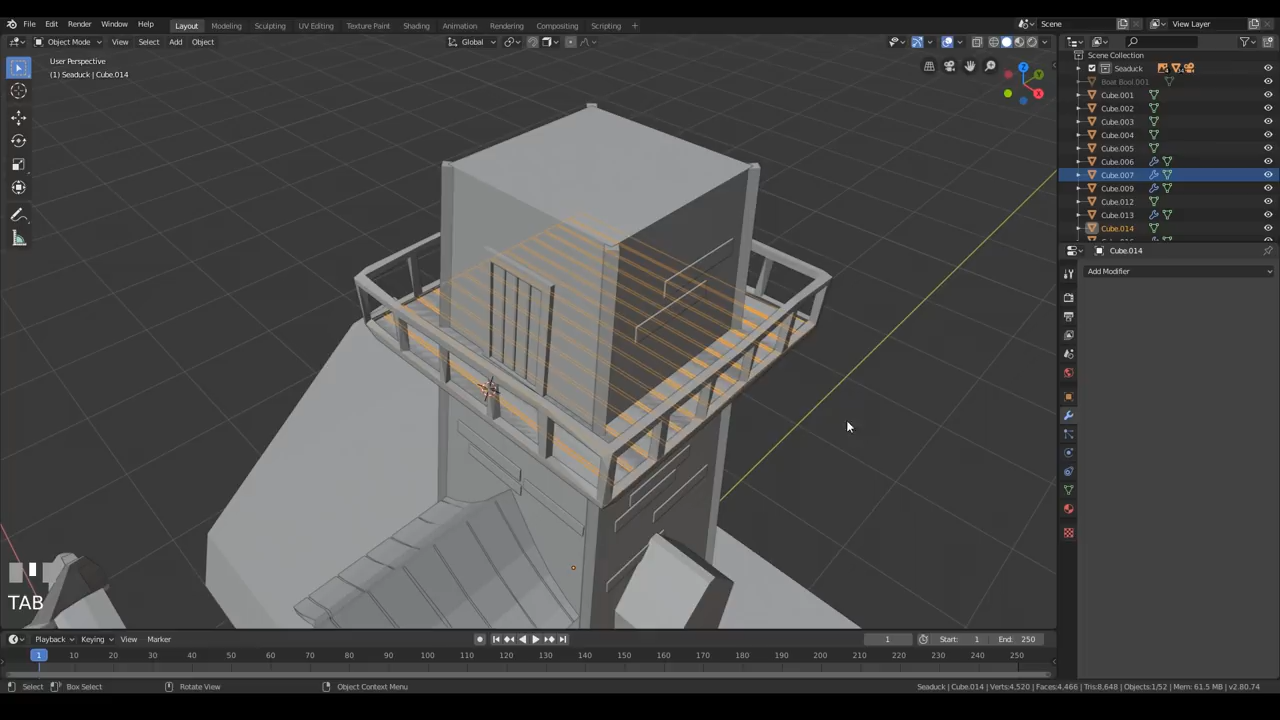 File Edit Render Window Help
Layout Modeling Sculpting UV Editing Texture Paint Shading Animation Rendering Compositing Scripting +
Scene View Layer
Object Mode View Select Add Object
Global
User Perspective
(1) Seaduck | Cube.014
Z
Y
X
Scene Collection
Seaduck
Boat Bool.001
Cube.001
Cube.002
Cube.003
Cube.004
Cube.005
Cube.006
Cube.007
Cube.009
Cube.012
Cube.013
Cube.014
Cube.014
Add Modifier
TAB
Playback Keying View Marker
1 Start: 1 End: 250
1 10 20 30 40 50 60 70 80 90 100 110 120 130 140 150 160 170 180 190 200 210 220 230 240 250
Select Box Select Rotate View Object Context Menu
Seaduck | Cube.014 | Verts:4,520 | Faces:4,466 | Tris:8,648 | Objects:1/52 | Mem: 61.5 MB | v2.80.74